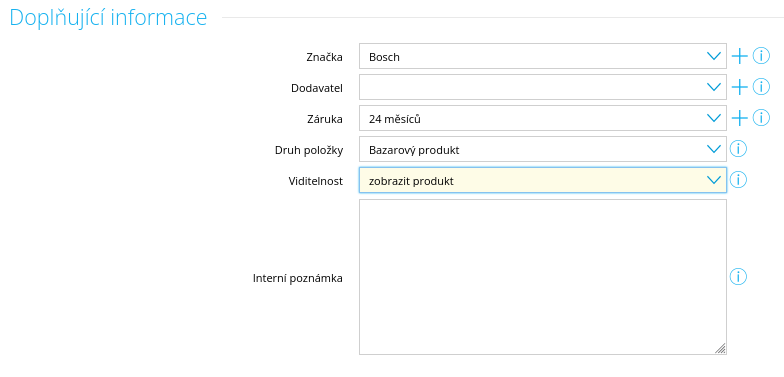 Doplňující informace
Značka Bosch
Dodavatel
Záruka 24 měsíců
Druh položky Bazarový produkt
Viditelnost zobrazit produkt
Interní poznámka